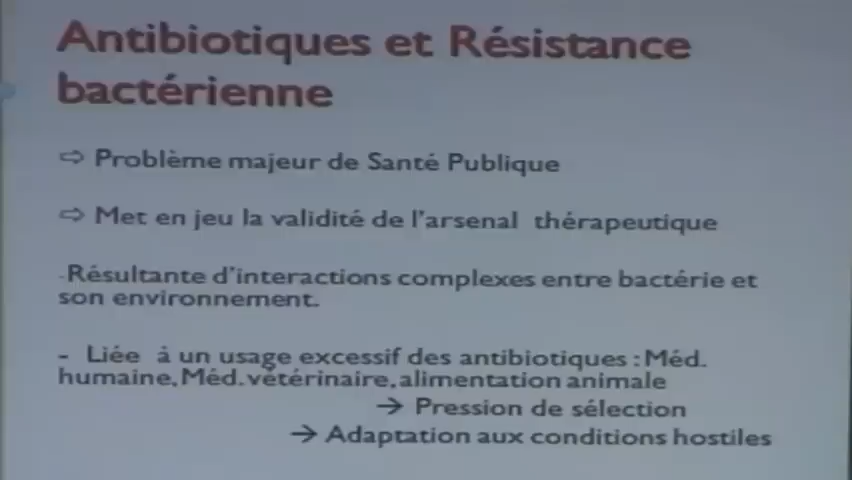 Antibiotiques et Résistance
bactérienne
⇨ Problème majeur de Santé Publique
⇨ Met en jeu la validité de l'arsenal thérapeutique
-Résultante d'interactions complexes entre bactérie et
son environnement.
- Liée à un usage excessif des antibiotiques : Méd.
humaine, Méd. vétérinaire, alimentation animale
→ Pression de sélection
→ Adaptation aux conditions hostiles